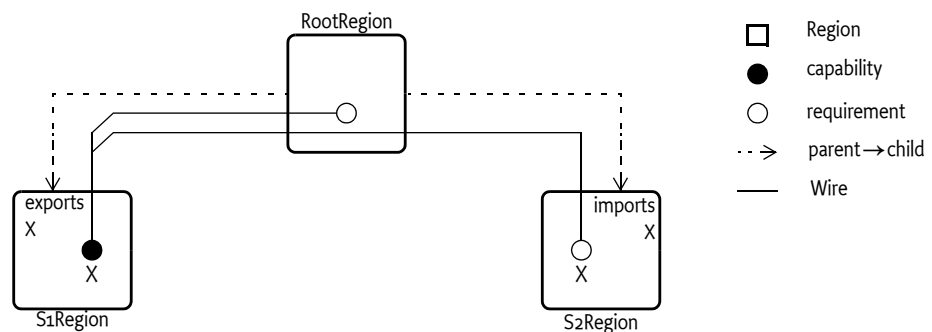 RootRegion
exports
X
X
S1Region
imports
X
X
S2Region
Region
capability
requirement
parent→child
Wire